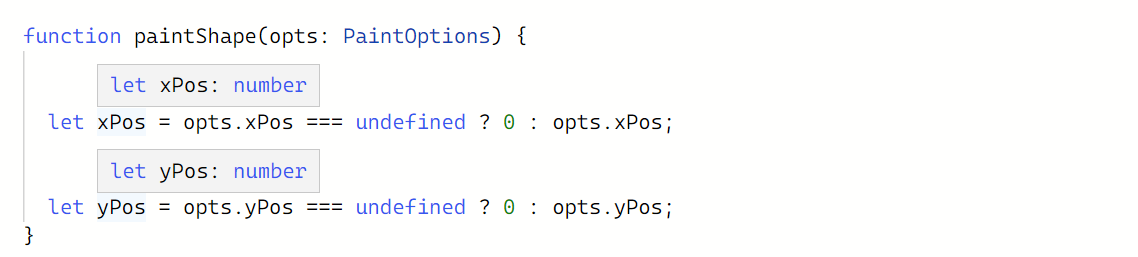 function paintShape(opts: PaintOptions) {
let xPos: number
let xPos = opts.xPos === undefined ? 0 : opts.xPos;
let yPos: number
let yPos = opts.yPos === undefined ? 0 : opts.yPos;
}